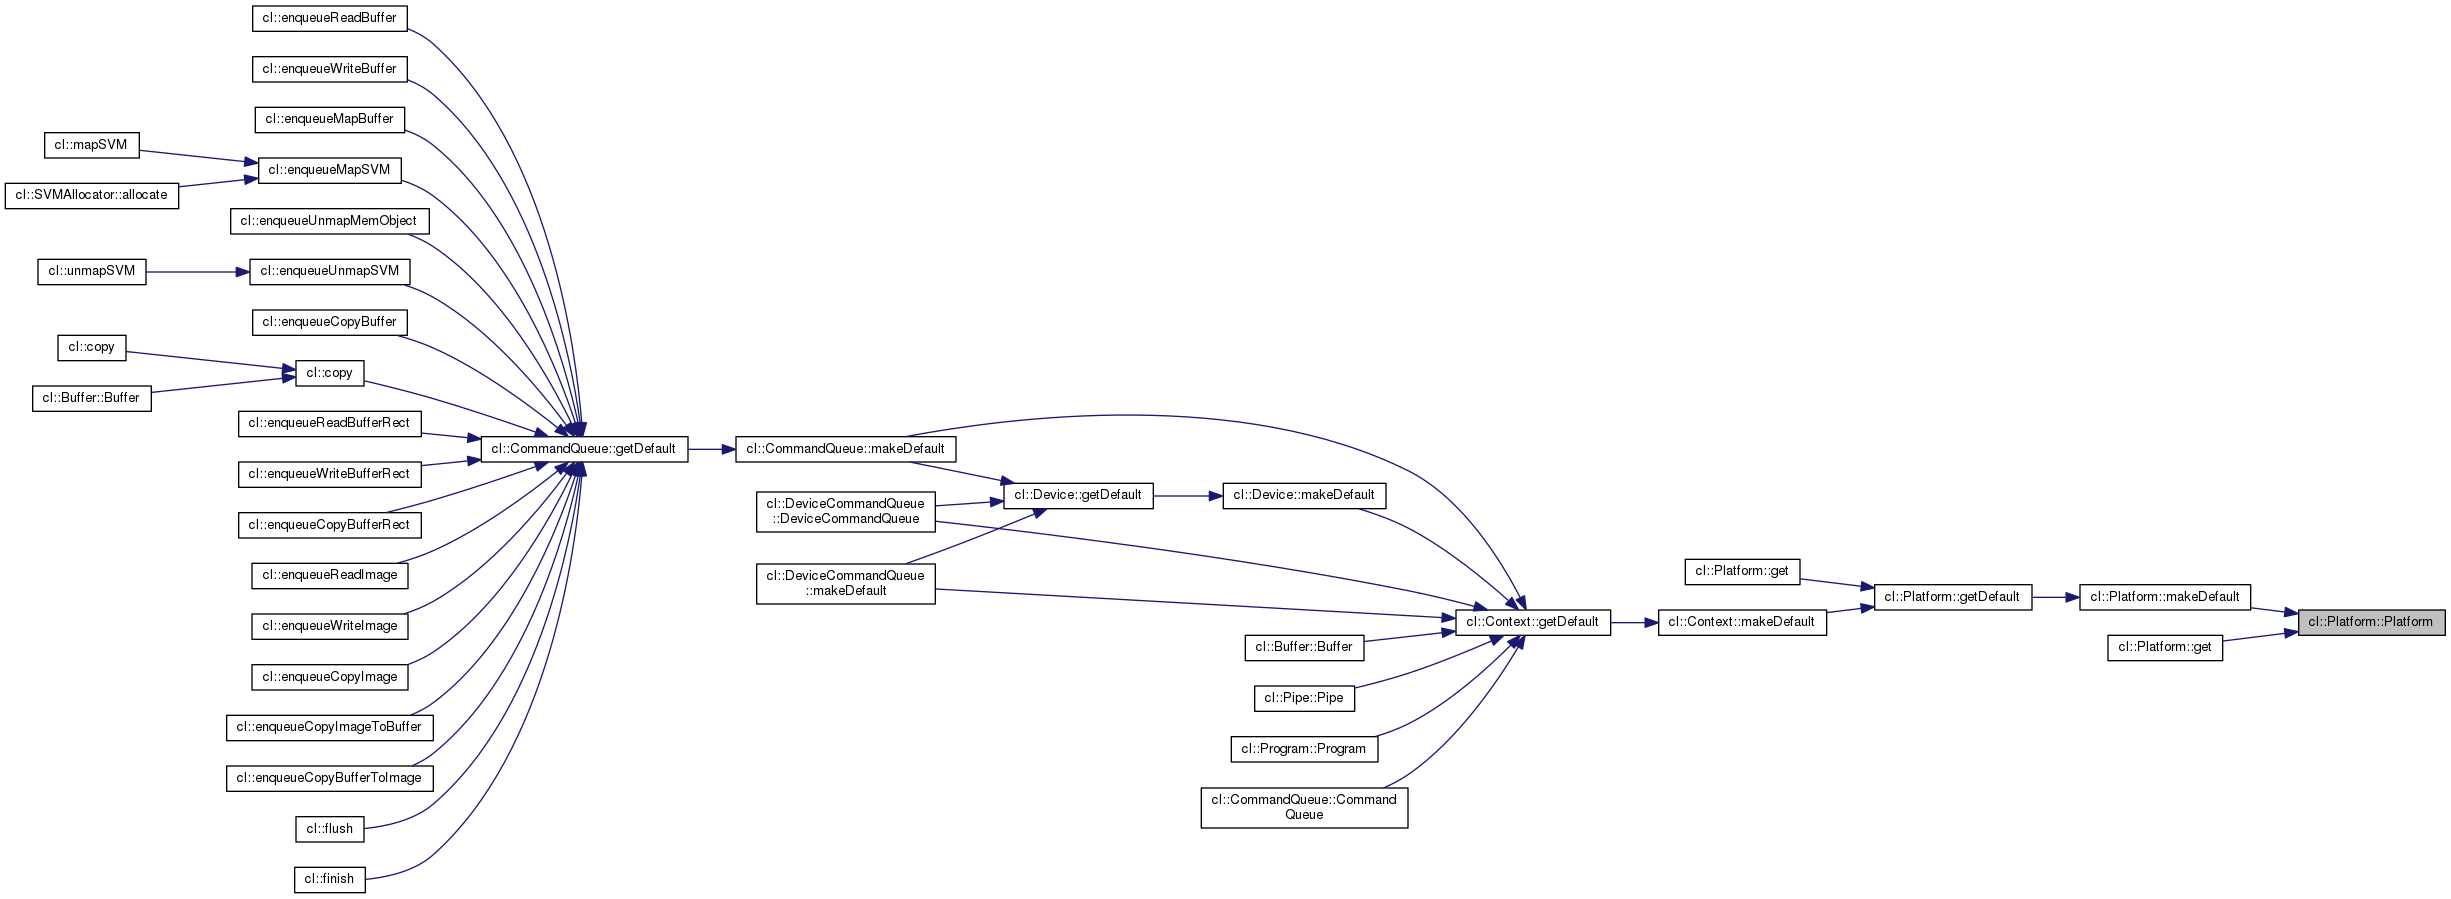 cl::enqueueReadBuffer
cl::enqueueWriteBuffer
cl::enqueueMapBuffer
cl::mapSVM
cl::enqueueMapSVM
cl::SVMAllocator::allocate
cl::enqueueUnmapMemObject
cl::unmapSVM
cl::enqueueUnmapSVM
cl::enqueueCopyBuffer
cl::copy
cl::copy
cl::Buffer::Buffer
cl::enqueueReadBufferRect
cl::CommandQueue::getDefault
cl::CommandQueue::makeDefault
cl::enqueueWriteBufferRect
cl::enqueueCopyBufferRect
cl::DeviceCommandQueue
::DeviceCommandQueue
cl::Device::getDefault
cl::Device::makeDefault
cl::enqueueReadImage
cl::DeviceCommandQueue
::makeDefault
cl::enqueueWriteImage
cl::enqueueCopyImage
cl::enqueueCopyImageToBuffer
cl::enqueueCopyBufferToImage
cl::flush
cl::finish
cl::Context::getDefault
cl::Buffer::Buffer
cl::Pipe::Pipe
cl::Program::Program
cl::CommandQueue::Command
Queue
cl::Platform::get
cl::Context::makeDefault
cl::Platform::getDefault
cl::Platform::makeDefault
cl::Platform::get
cl::Platform::Platform